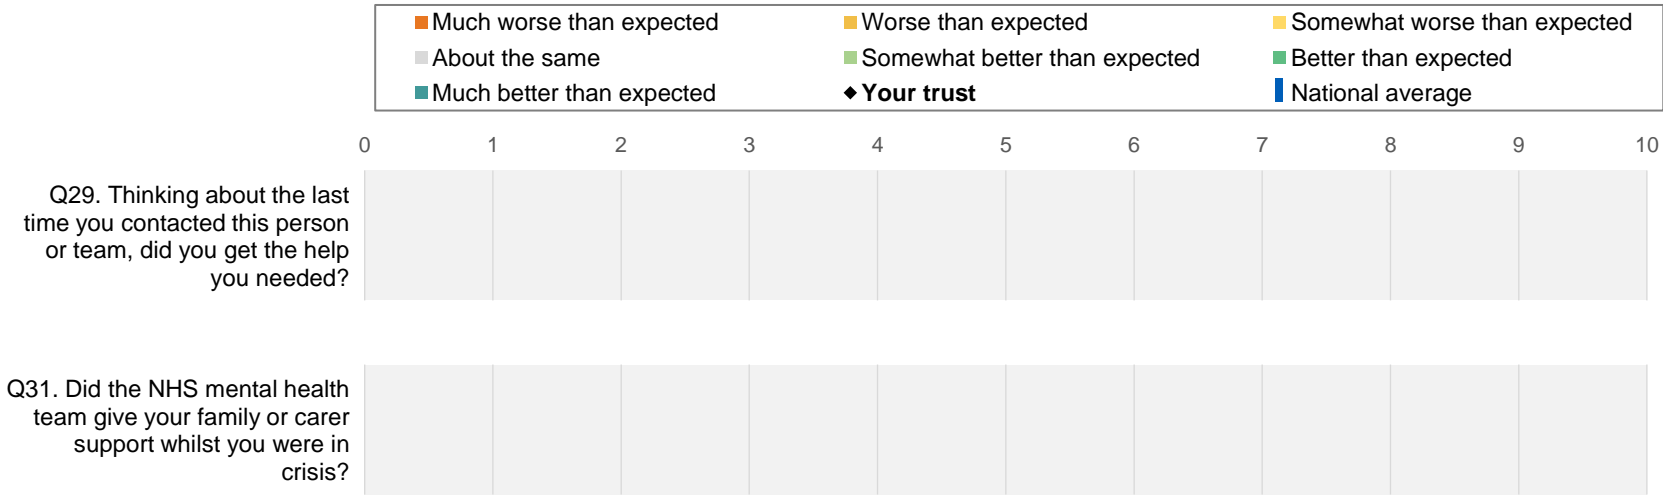 Much worse than expected
Worse than expected
Somewhat worse than expected
About the same
Somewhat better than expected
Better than expected
Much better than expected
Your trust
National average
0 1 2 3 4 5 6 7 8 9 10
Q29. Thinking about the last
time you contacted this person
or team, did you get the help
you needed?
Q31. Did the NHS mental health
team give your family or carer
support whilst you were in
crisis?